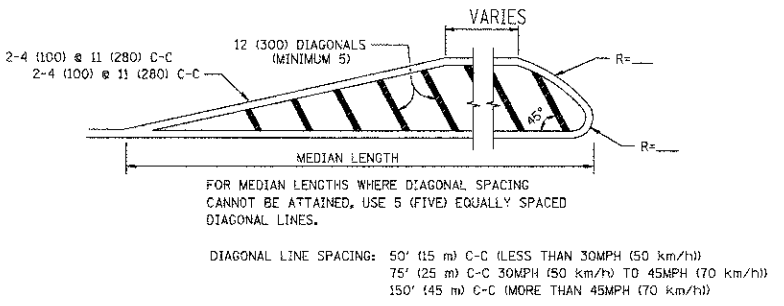 VARIES
12 (300) DIAGONALS
(MINIMUM 5)
2-4 (100) @ 11 (280) C-C
2-4 (100) @ 11 (280) C-C
R=___
45°
R=___
MEDIAN LENGTH
FOR MEDIAN LENGTHS WHERE DIAGONAL SPACING
CANNOT BE ATTAINED, USE 5 (FIVE) EQUALLY SPACED
DIAGONAL LINES.
DIAGONAL LINE SPACING: 50' (15 m) C-C (LESS THAN 30MPH (50 km/h))
75' (25 m) C-C 30MPH (50 km/h) TO 45MPH (70 km/h))
150' (45 m) C-C (MORE THAN 45MPH (70 km/h))